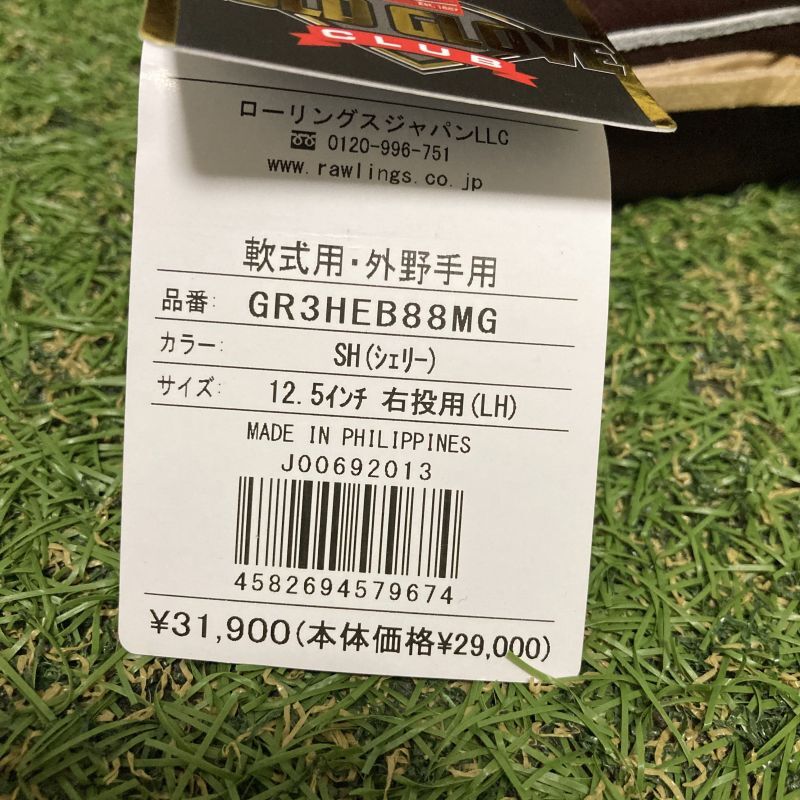 GLOVE
CLUB
ローリングスジャパンLLC
0120-996-751
www.rawlings.co.jp
軟式用・外野手用
品番: GR3HEB88MG
カラー: SH(シェリー)
サイズ: 12.5インチ 右投用(LH)
MADE IN PHILIPPINES
J00692013
4582694579674
¥31,900(本体価格¥29,000)